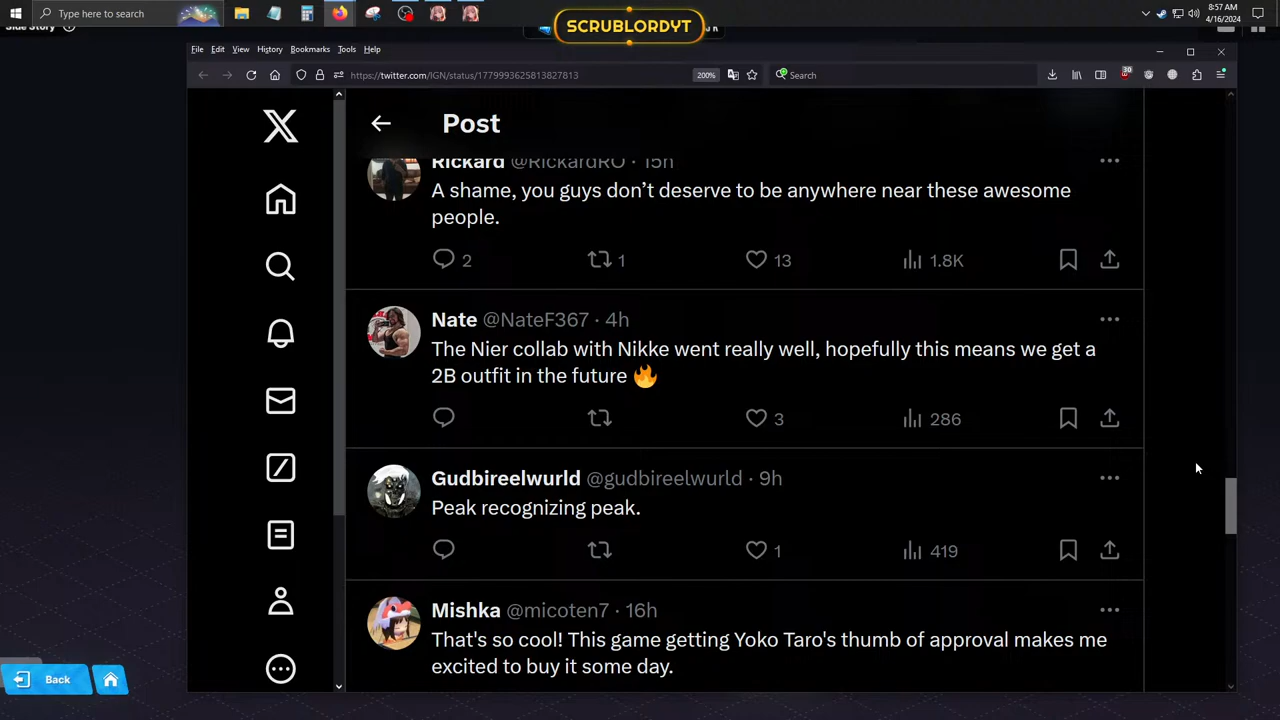 Type here to search
8:57 AM
4/16/2024
SCRUBLORDYT
Side Story
File Edit View History Bookmarks Tools Help
https://twitter.com/IGN/status/1779993625813827813
200%
Search
30
Post
Rickard @RickardRO · 15h
A shame, you guys don’t deserve to be anywhere near these awesome
people.
2 1 13 1.8K
Nate @NateF367 · 4h
The Nier collab with Nikke went really well, hopefully this means we get a
2B outfit in the future 🔥
3 286
Gudbireelwurld @gudbireelwurld · 9h
Peak recognizing peak.
1 419
Mishka @micoten7 · 16h
That's so cool! This game getting Yoko Taro's thumb of approval makes me
excited to buy it some day.
Back